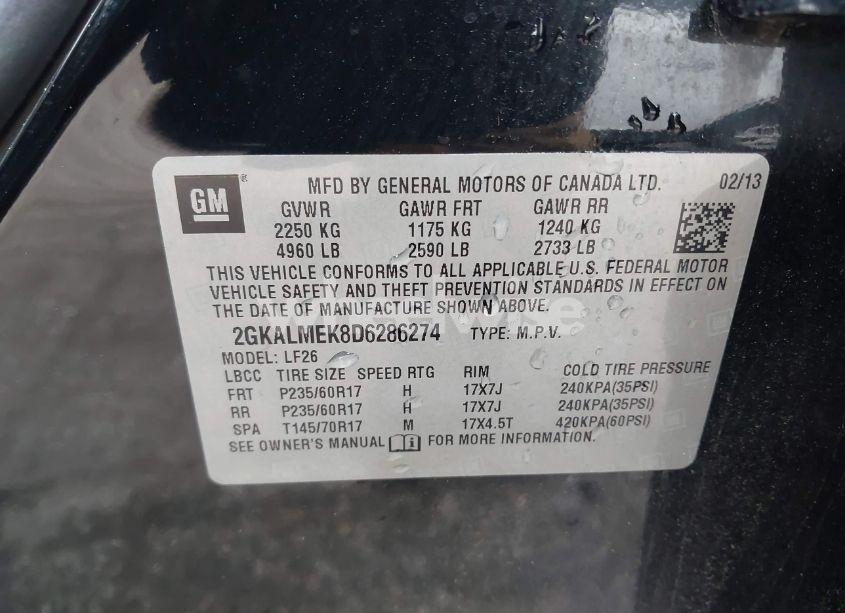 GM ® MFD BY GENERAL MOTORS OF CANADA LTD. 02/13
GVWR GAWR FRT GAWR RR
2250 KG 1175 KG 1240 KG
4960 LB 2590 LB 2733 LB
THIS VEHICLE CONFORMS TO ALL APPLICABLE U.S. FEDERAL MOTOR
VEHICLE SAFETY AND THEFT PREVENTION STANDARDS IN EFFECT ON
THE DATE OF MANUFACTURE SHOWN ABOVE.
2GKALMEK8D6286274 TYPE: M.P.V.
MODEL: LF26
LBCC TIRE SIZE SPEED RTG RIM COLD TIRE PRESSURE
FRT P235/60R17 H 17X7J 240KPA(35PSI)
RR P235/60R17 H 17X7J 240KPA(35PSI)
SPA T145/70R17 M 17X4.5T 420KPA(60PSI)
SEE OWNER'S MANUAL FOR MORE INFORMATION.